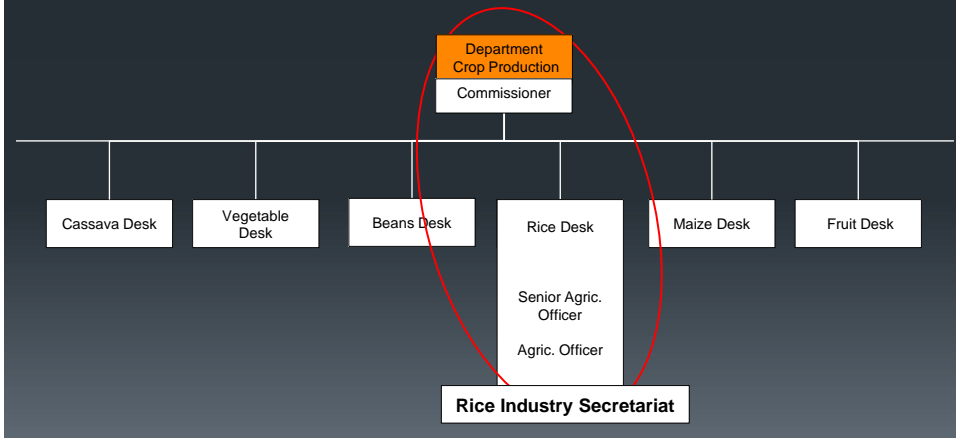 Department
Crop Production
Commissioner
Cassava Desk
Vegetable
Desk
Beans Desk
Rice Desk
Senior Agric.
Officer
Agric. Officer
Maize Desk
Fruit Desk
Rice Industry Secretariat